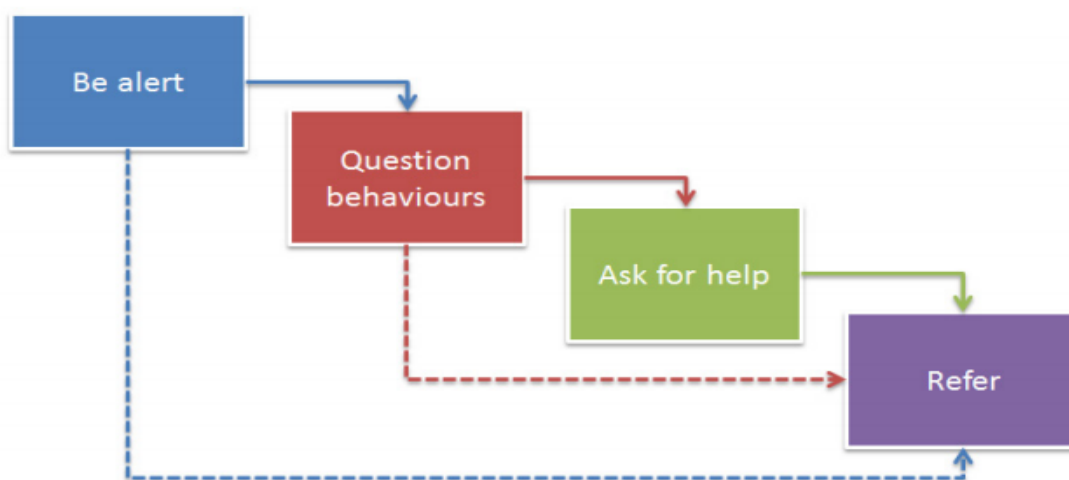 Be alert
Question
behaviours
Ask for help
Refer